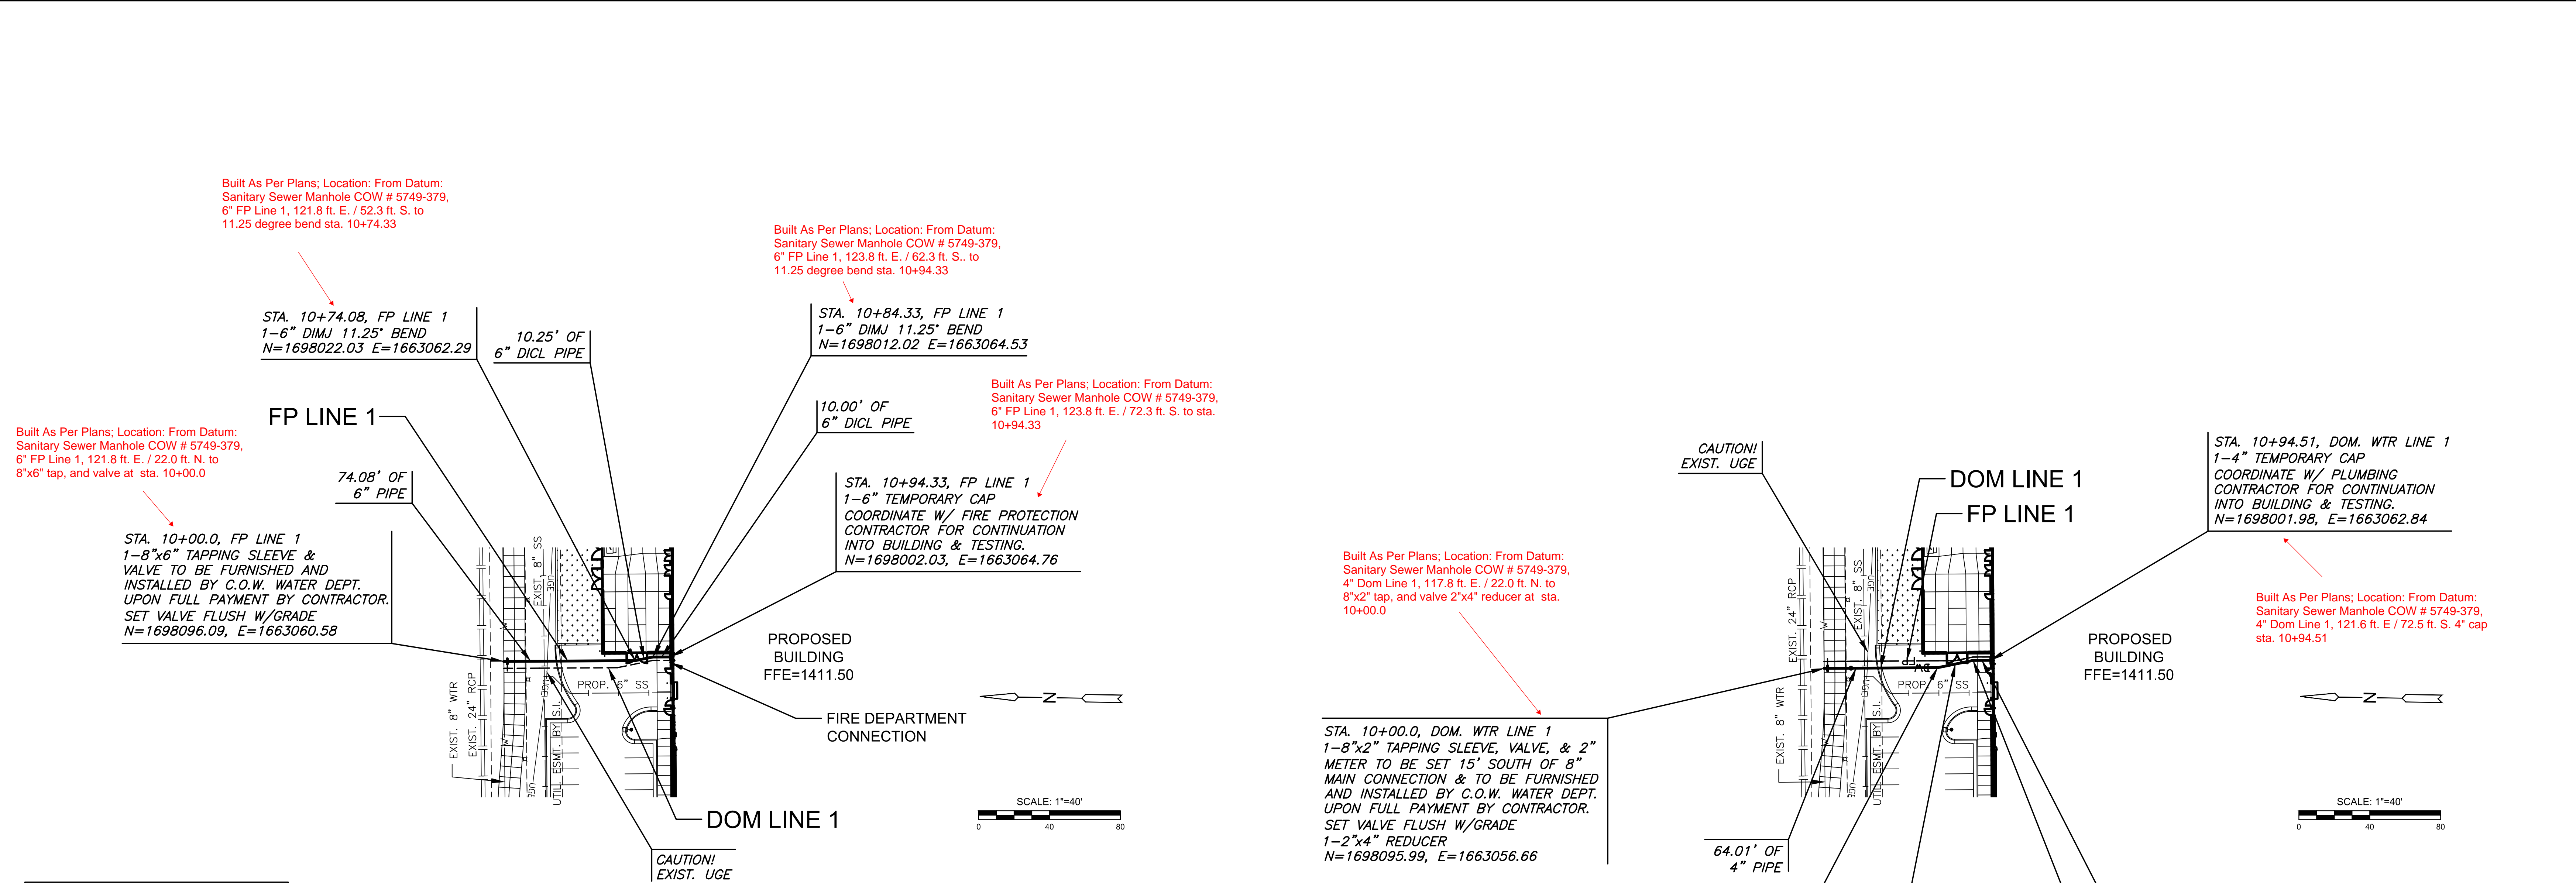 Built As Per Plans; Location: From Datum:
Sanitary Sewer Manhole COW # 5749-379,
6" FP Line 1, 121.8 ft. E. / 52.3 ft. S. to
11.25 degree bend sta. 10+74.33
Built As Per Plans; Location: From Datum:
Sanitary Sewer Manhole COW # 5749-379,
6" FP Line 1, 123.8 ft. E. / 62.3 ft. S.. to
11.25 degree bend sta. 10+94.33
STA. 10+74.08, FP LINE 1
1-6" DIMJ 11.25° BEND
N=1698022.03 E=1663062.29
10.25' OF
6" DICL PIPE
STA. 10+84.33, FP LINE 1
1-6" DIMJ 11.25° BEND
N=1698012.02 E=1663064.53
Built As Per Plans; Location: From Datum:
Sanitary Sewer Manhole COW # 5749-379,
6" FP Line 1, 123.8 ft. E. / 72.3 ft. S. to sta.
10+94.33
FP LINE 1
10.00' OF
6" DICL PIPE
Built As Per Plans; Location: From Datum:
Sanitary Sewer Manhole COW # 5749-379,
6" FP Line 1, 121.8 ft. E. / 22.0 ft. N. to
8"x6" tap, and valve at sta. 10+00.0
74.08' OF
6" PIPE
STA. 10+94.33, FP LINE 1
1-6" TEMPORARY CAP
COORDINATE W/ FIRE PROTECTION
CONTRACTOR FOR CONTINUATION
INTO BUILDING & TESTING.
N=1698002.03, E=1663064.76
STA. 10+00.0, FP LINE 1
1-8"x6" TAPPING SLEEVE &
VALVE TO BE FURNISHED AND
INSTALLED BY C.O.W. WATER DEPT.
UPON FULL PAYMENT BY CONTRACTOR.
SET VALVE FLUSH W/GRADE
N=1698096.09, E=1663060.58
EXIST. 8" SS
UGE
PROPOSED
BUILDING
FFE=1411.50
PROP. 6" SS
UGE
EXIST. 8" WTR
EXIST. 24" RCP
W
W
UGE
UTIL. ESMT. BY S.I.
N
FIRE DEPARTMENT
CONNECTION
SCALE: 1"=40'
0 40 80
DOM LINE 1
CAUTION!
EXIST. UGE
CAUTION!
EXIST. UGE
DOM LINE 1
FP LINE 1
STA. 10+94.51, DOM. WTR LINE 1
1-4" TEMPORARY CAP
COORDINATE W/ PLUMBING
CONTRACTOR FOR CONTINUATION
INTO BUILDING & TESTING.
N=1698001.98, E=1663062.84
Built As Per Plans; Location: From Datum:
Sanitary Sewer Manhole COW # 5749-379,
4" Dom Line 1, 117.8 ft. E. / 22.0 ft. N. to
8"x2" tap, and valve 2"x4" reducer at sta.
10+00.0
Built As Per Plans; Location: From Datum:
Sanitary Sewer Manhole COW # 5749-379,
4" Dom Line 1, 121.6 ft. E / 72.5 ft. S. 4" cap
sta. 10+94.51
EXIST. 24" RCP
EXIST. 8" SS
UGE
FP
DW
PROPOSED
BUILDING
FFE=1411.50
PROP. 6" SS
UGE
EXIST. 8" WTR
W
W
UGE
UTIL. ESMT. BY S.I.
N
STA. 10+00.0, DOM. WTR LINE 1
1-8"x2" TAPPING SLEEVE, VALVE, & 2"
METER TO BE SET 15' SOUTH OF 8"
MAIN CONNECTION & TO BE FURNISHED
AND INSTALLED BY C.O.W. WATER DEPT.
UPON FULL PAYMENT BY CONTRACTOR.
SET VALVE FLUSH W/GRADE
1-2"x4" REDUCER
N=1698095.99, E=1663056.66
SCALE: 1"=40'
0 40 80
64.01' OF
4" PIPE